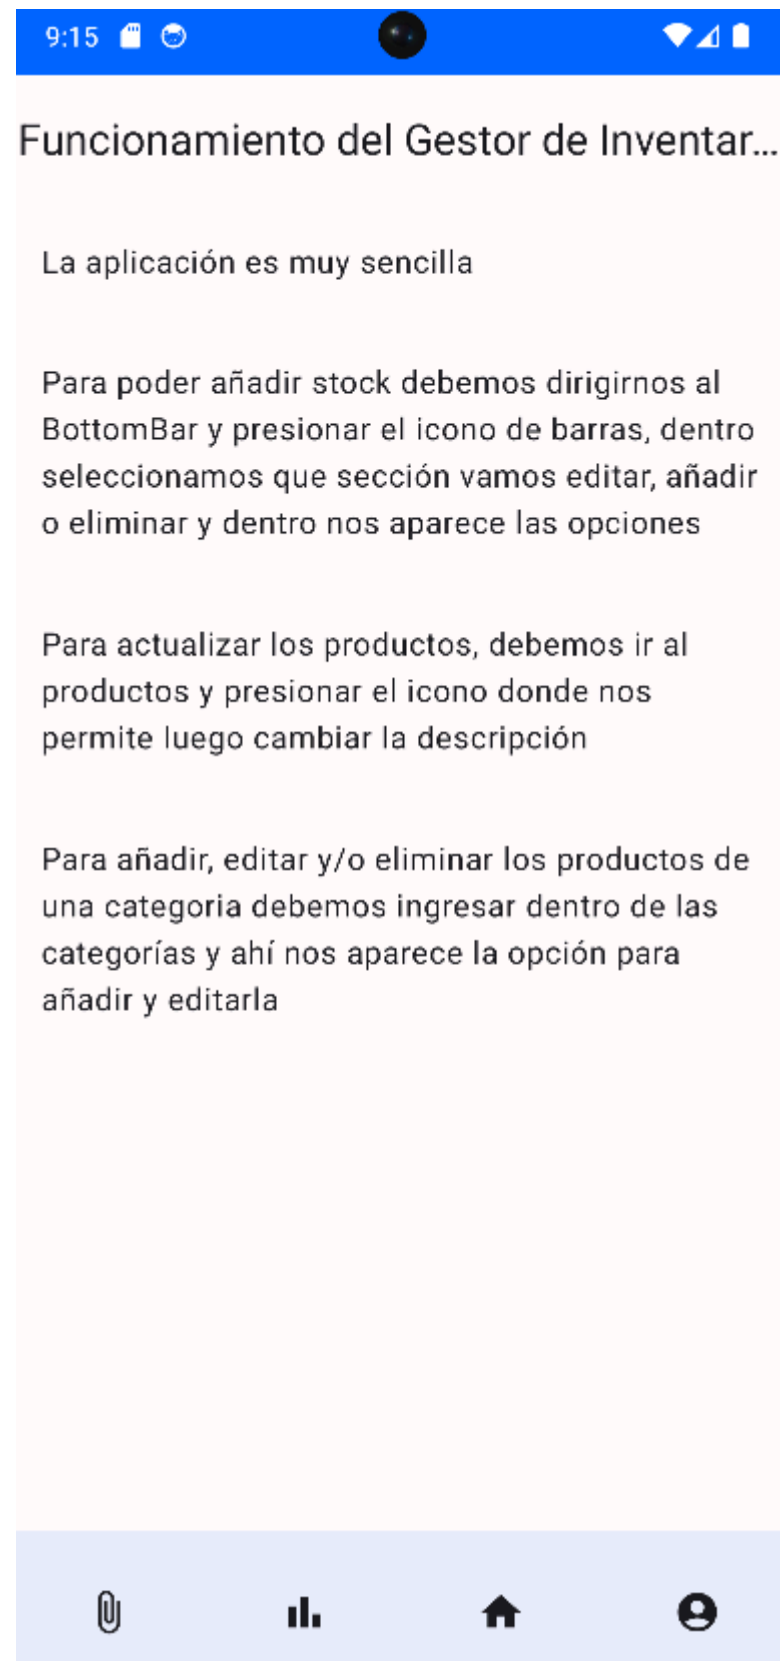 9:15
Funcionamiento del Gestor de Inventar...
La aplicación es muy sencilla
Para poder añadir stock debemos dirigirnos al
BottomBar y presionar el icono de barras, dentro
seleccionamos que sección vamos editar, añadir
o eliminar y dentro nos aparece las opciones
Para actualizar los productos, debemos ir al
productos y presionar el icono donde nos
permite luego cambiar la descripción
Para añadir, editar y/o eliminar los productos de
una categoria debemos ingresar dentro de las
categorías y ahí nos aparece la opción para
añadir y editarla